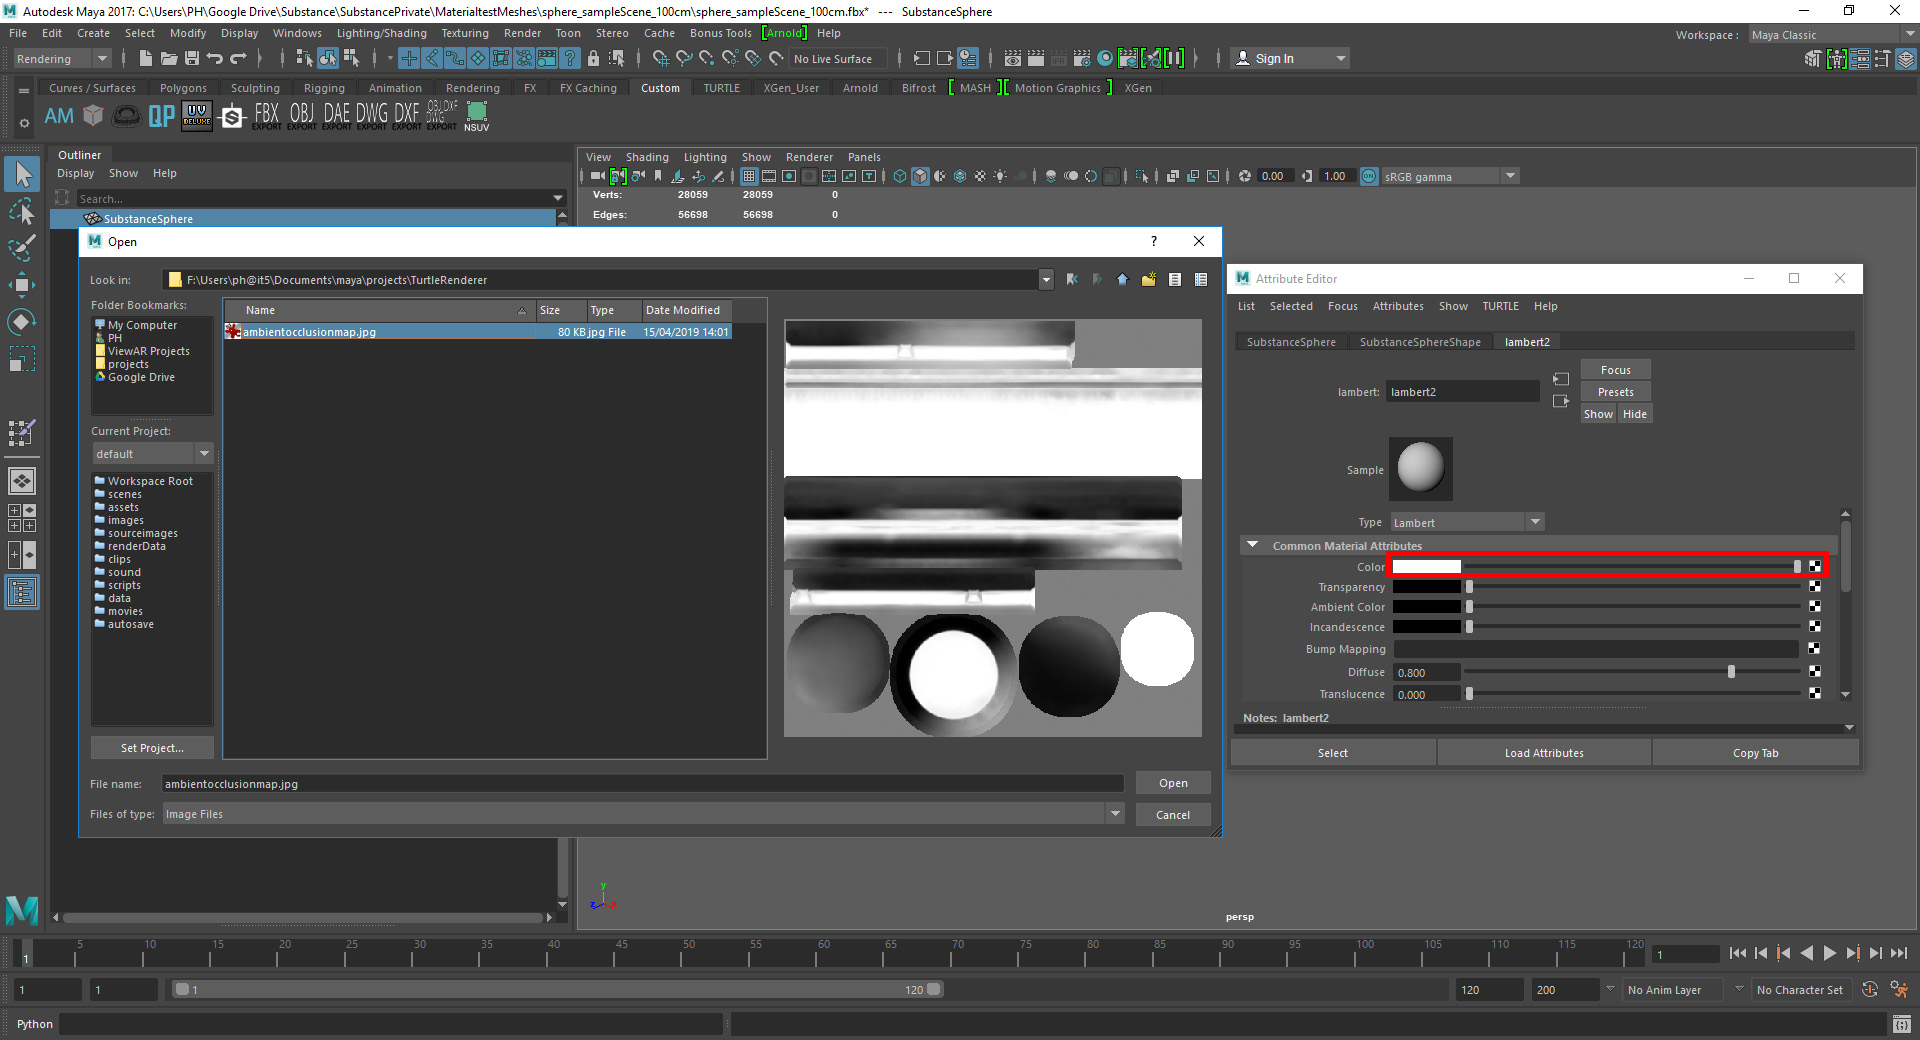 Autodesk Maya 2017: C:\Users\PH\Google Drive\Substance\SubstancePrivate\MaterialtestMeshes\sphere_sampleScene_100cm\sphere_sampleScene_100cm.fbx* --- SubstanceSphere
File Edit Create Select Modify Display Windows Lighting/Shading Texturing Render Toon Stereo Cache Bonus Tools [Arnold] Help
Workspace : Maya Classic
Rendering No Live Surface Sign In
Curves / Surfaces Polygons Sculpting Rigging Animation Rendering FX FX Caching Custom TURTLE XGen_User Arnold Bifrost [ MASH ][ Motion Graphics ] XGen
AM QP UV DELUXE FBX EXPORT OBJ EXPORT DAE EXPORT DWG EXPORT DXF EXPORT OBJ DXF DWG EXPORT NSUV
Outliner
Display Show Help
Search...
SubstanceSphere
View Shading Lighting Show Renderer Panels
0.00 1.00 ON sRGB gamma
Verts: 28059 28059 0
Edges: 56698 56698 0
Open
?
Look in: F:\Users\ph@it5\Documents\maya\projects\TurtleRenderer
Folder Bookmarks:
My Computer
PH
ViewAR Projects
projects
Google Drive
Name Size Type Date Modified
ambientocclusionmap.jpg 80 KB jpg File 15/04/2019 14:01
Current Project:
default
Workspace Root
scenes
assets
images
sourceimages
renderData
clips
sound
scripts
data
movies
autosave
Set Project...
File name: ambientocclusionmap.jpg Open
Files of type: Image Files Cancel
Attribute Editor
List Selected Focus Attributes Show TURTLE Help
SubstanceSphere SubstanceSphereShape lambert2
lambert: lambert2
Focus
Presets
Show Hide
Sample
Type Lambert
Common Material Attributes
Color
Transparency
Ambient Color
Incandescence
Bump Mapping
Diffuse 0.800
Translucence 0.000
Notes: lambert2
Select Load Attributes Copy Tab
y
z x
persp
1 5 10 15 20 25 30 35 40 45 50 55 60 65 70 75 80 85 90 95 100 105 110 115 120 1
1 1 1 120 120 200 No Anim Layer No Character Set
Python